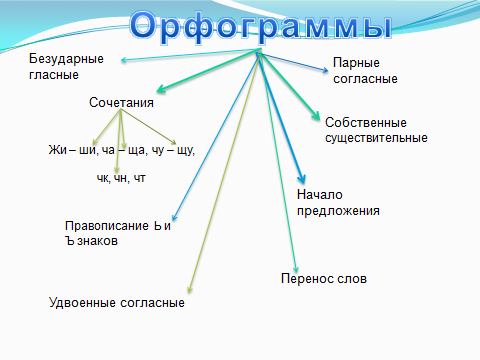 Орфограммы
Безударные
гласные
Парные
согласные
Сочетания
Собственные
существительные
Жи – ши, ча – ща, чу – щу,
чк, чн, чт
Начало
предложения
Правописание Ь и
Ъ знаков
Перенос слов
Удвоенные согласные